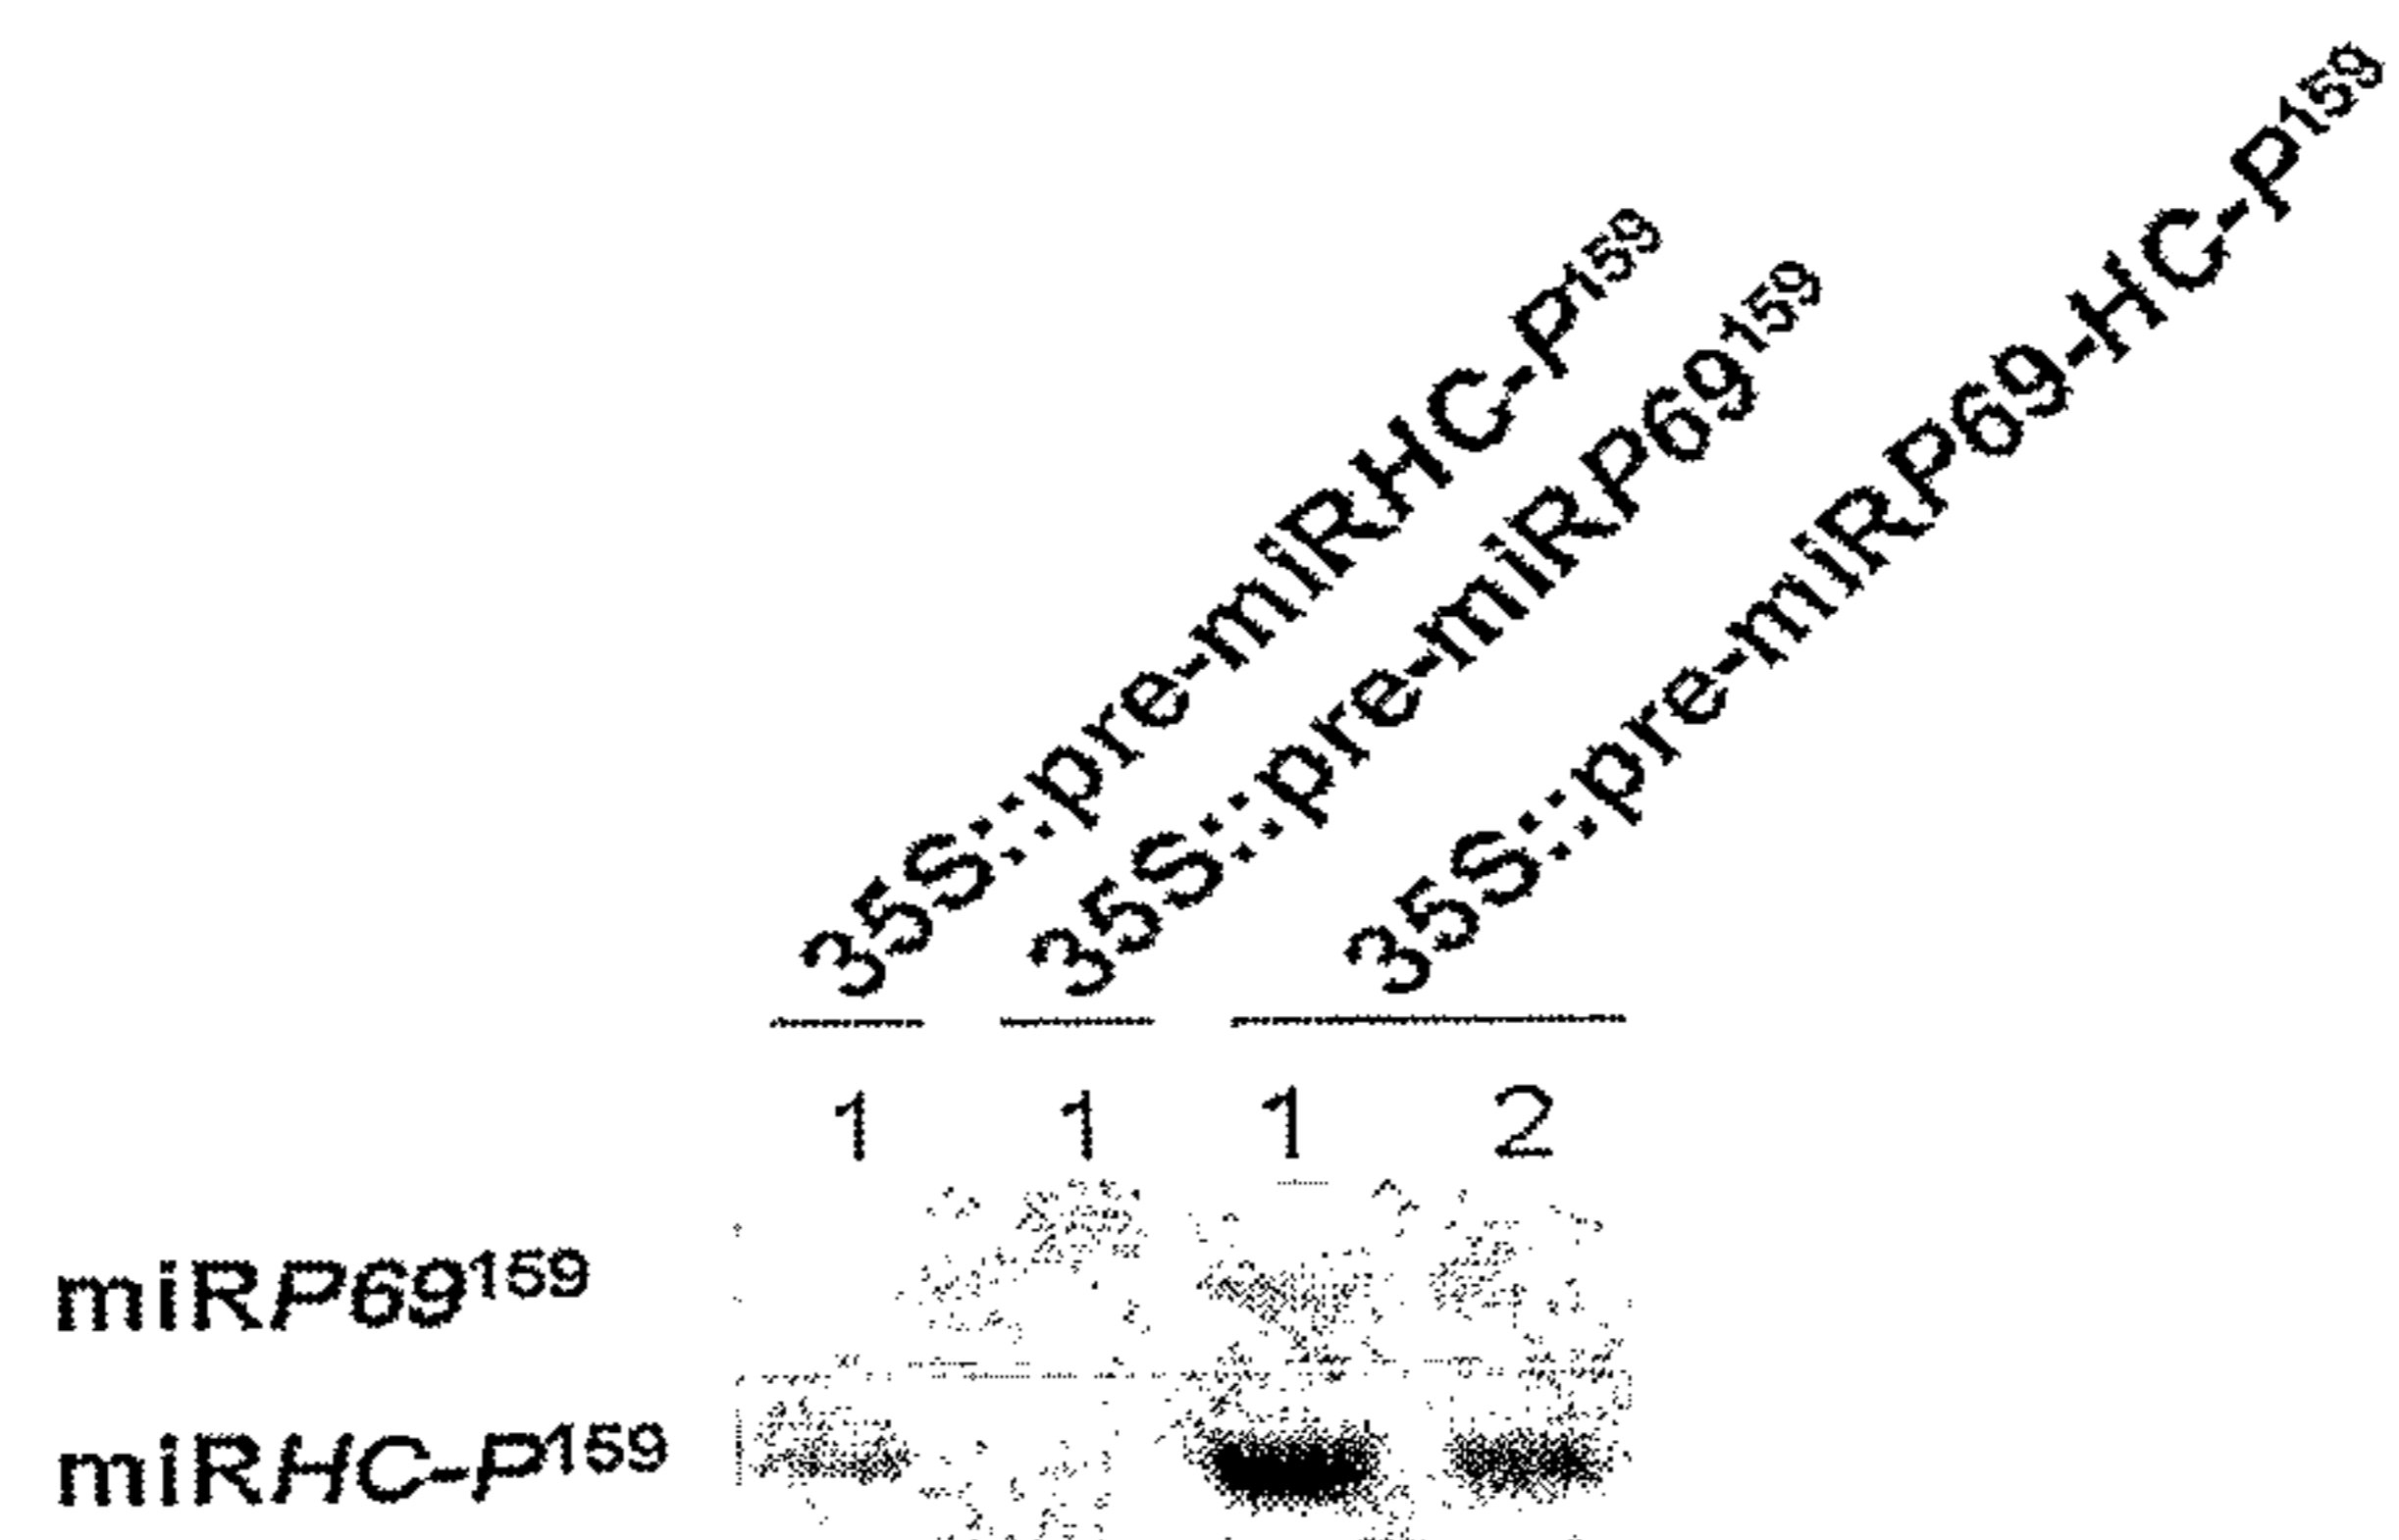 35S::pre-miRHC-P¹⁵⁹
35S::pre-miRP69¹⁵⁹
35S::pre-miRP69-HC-P¹⁵⁹
1 1 1 2
miRP69¹⁵⁹
miRHC-P¹⁵⁹